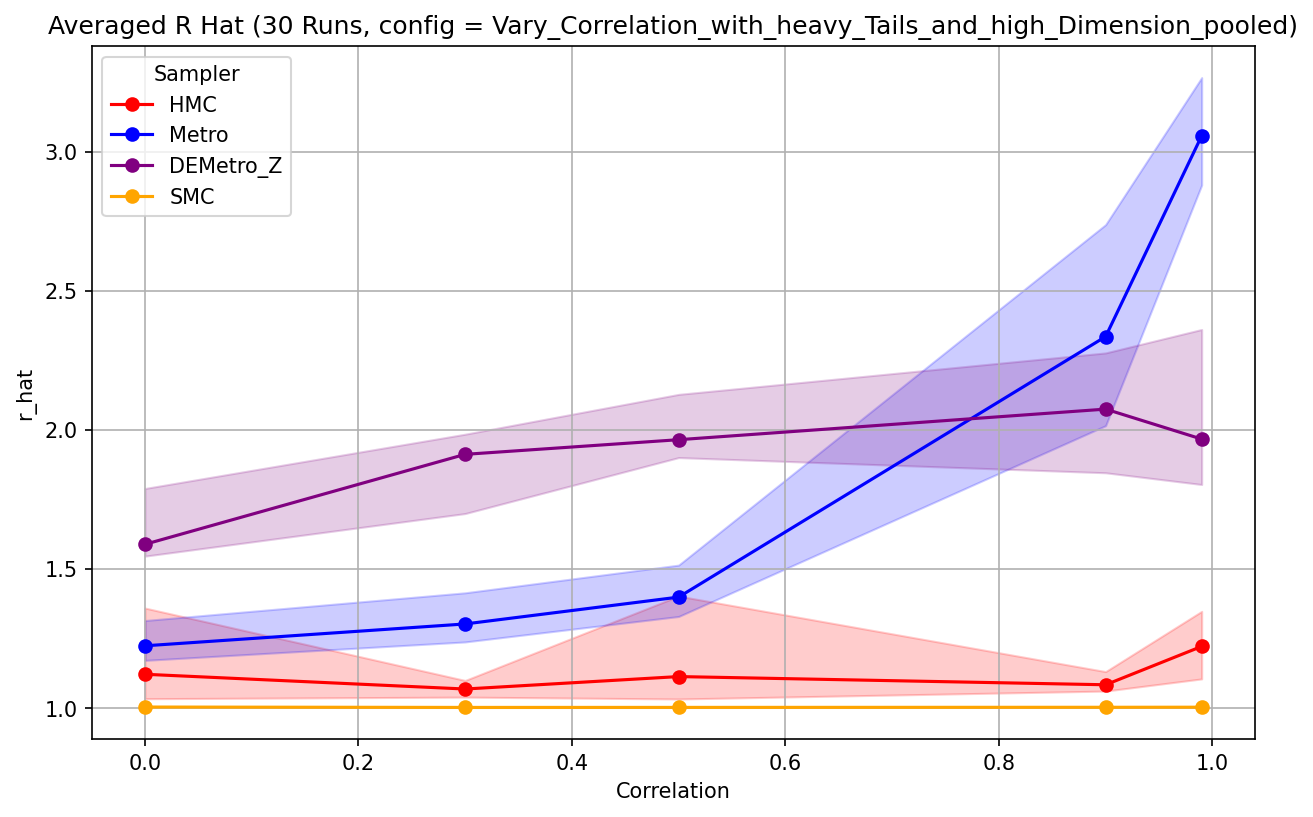 Averaged R Hat (30 Runs, config = Vary_Correlation_with_heavy_Tails_and_high_Dimension_pooled)
Sampler
HMC
Metro
DEMetro_Z
SMC
r_hat
3.0
2.5
2.0
1.5
1.0
0.0 0.2 0.4 0.6 0.8 1.0
Correlation